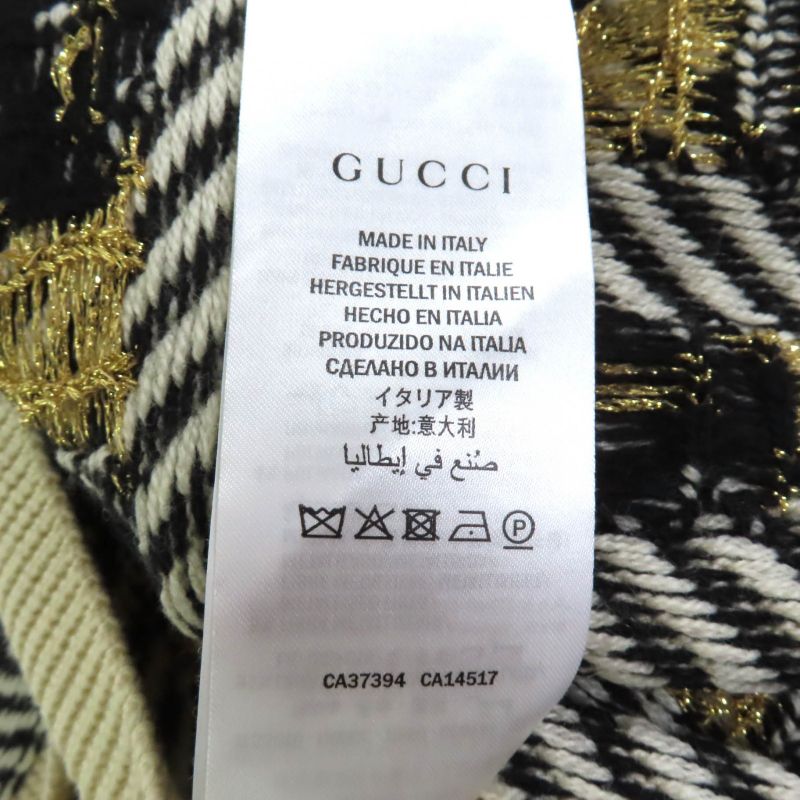 GUCCI
MADE IN ITALY
FABRIQUE EN ITALIE
HERGESTELLT IN ITALIEN
HECHO EN ITALIA
PRODUZIDO NA ITALIA
СДЕЛАНО В ИТАЛИИ
イタリア製
产地:意大利
صُنع في إيطاليا
P
CA37394 CA14517